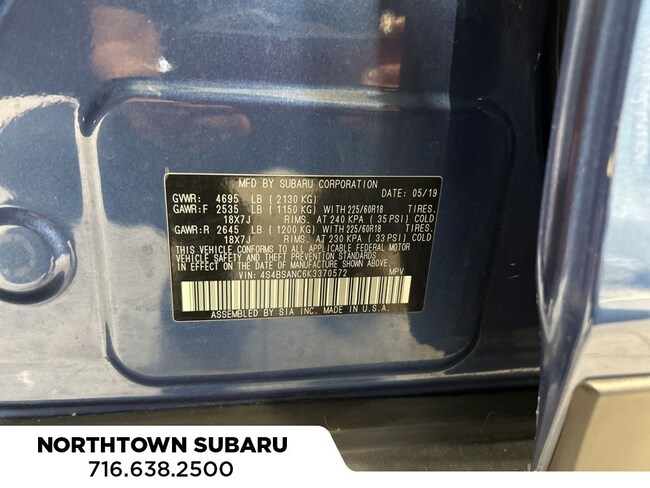 MFD BY SUBARU CORPORATION DATE: 05/19
GVWR: 4695 LB ( 2130 KG)
GAWR:F 2535 LB ( 1150 KG) WITH 225/60R18 TIRES.
18X7J RIMS. AT 240 KPA ( 35 PSI) COLD
GAWR:R 2645 LB ( 1200 KG) WITH 225/60R18 TIRES.
18X7J RIMS. AT 230 KPA ( 33 PSI) COLD
THIS VEHICLE CONFORMS TO ALL APPLICABLE FEDERAL MOTOR
VEHICLE SAFETY AND THEFT PREVENTION STANDARDS
IN EFFECT ON THE DATE OF MANUFACTURE SHOWN ABOVE.
VIN: 4S4BSANC6K3370572 MPV
ASSEMBLED BY SIA INC. MADE IN U.S.A.
NORTHTOWN SUBARU
716.638.2500